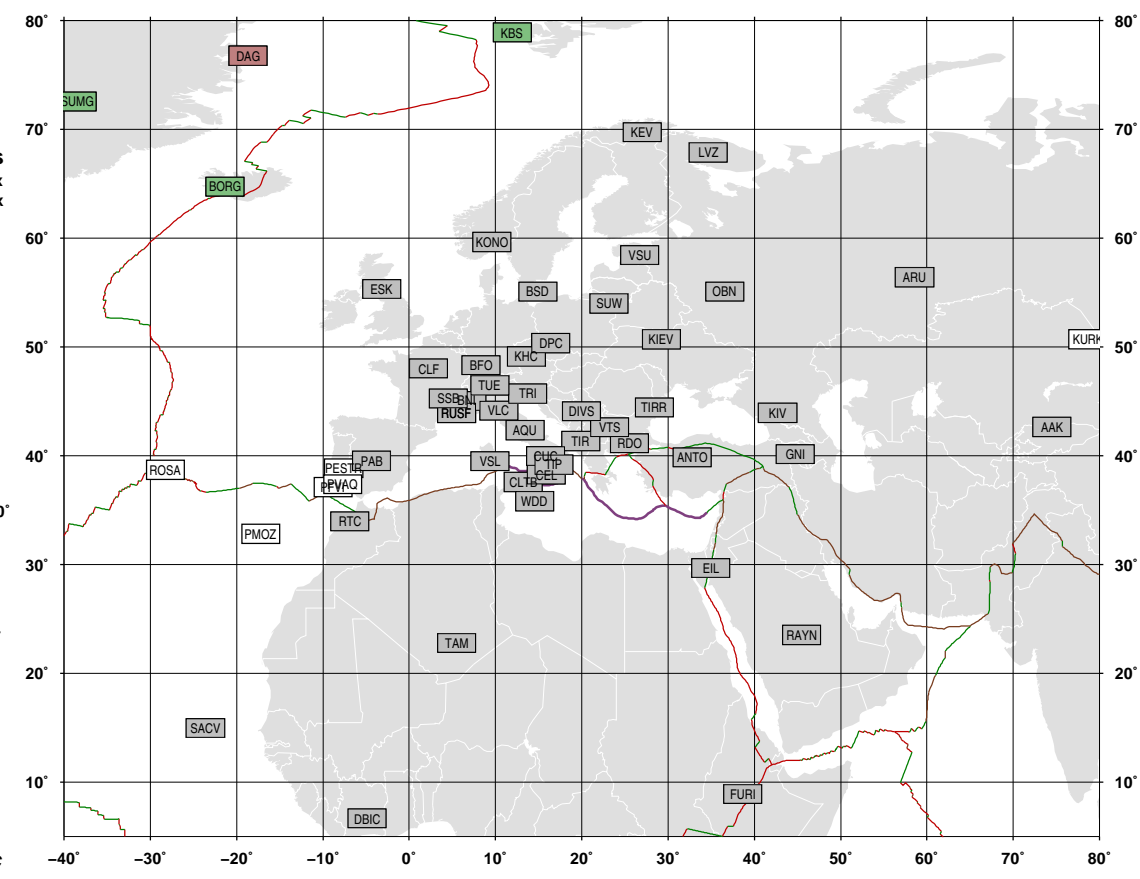 80˚ 80˚
KBS
DAG
SUMG
70˚ 70˚
KEV
LVZ
BORG
60˚ 60˚
KONO
VSU
ARU
ESK BSD OBN
SUW
50˚ DPC KIEV KURK 50˚
KHC
CLF BFO
TUE
TRI
SSB
RUSF VLC DIVS TIRR KIV
AQU VTS AAK
TIR RDO
40˚ PAB VSL CUC ANTO GNI 40˚
ROSA PESTR TIP
CEL
PVAQ CLTB
WDD
RTC
PMOZ
30˚ EIL 30˚
RAYN
TAM
20˚ 20˚
SACV
10˚ 10˚
FURI
DBIC
−40˚ −30˚ −20˚ −10˚ 0˚ 10˚ 20˚ 30˚ 40˚ 50˚ 60˚ 70˚ 80˚